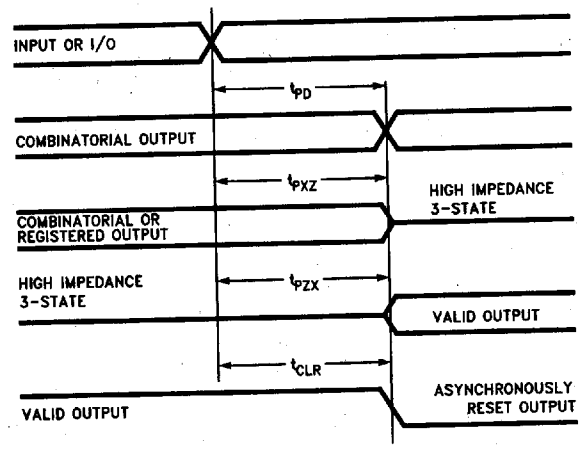 INPUT OR I/O
tPD
COMBINATORIAL OUTPUT
tPXZ
HIGH IMPEDANCE
3-STATE
COMBINATORIAL OR
REGISTERED OUTPUT
tPZX
HIGH IMPEDANCE
3-STATE
VALID OUTPUT
tCLR
VALID OUTPUT
ASYNCHRONOUSLY
RESET OUTPUT